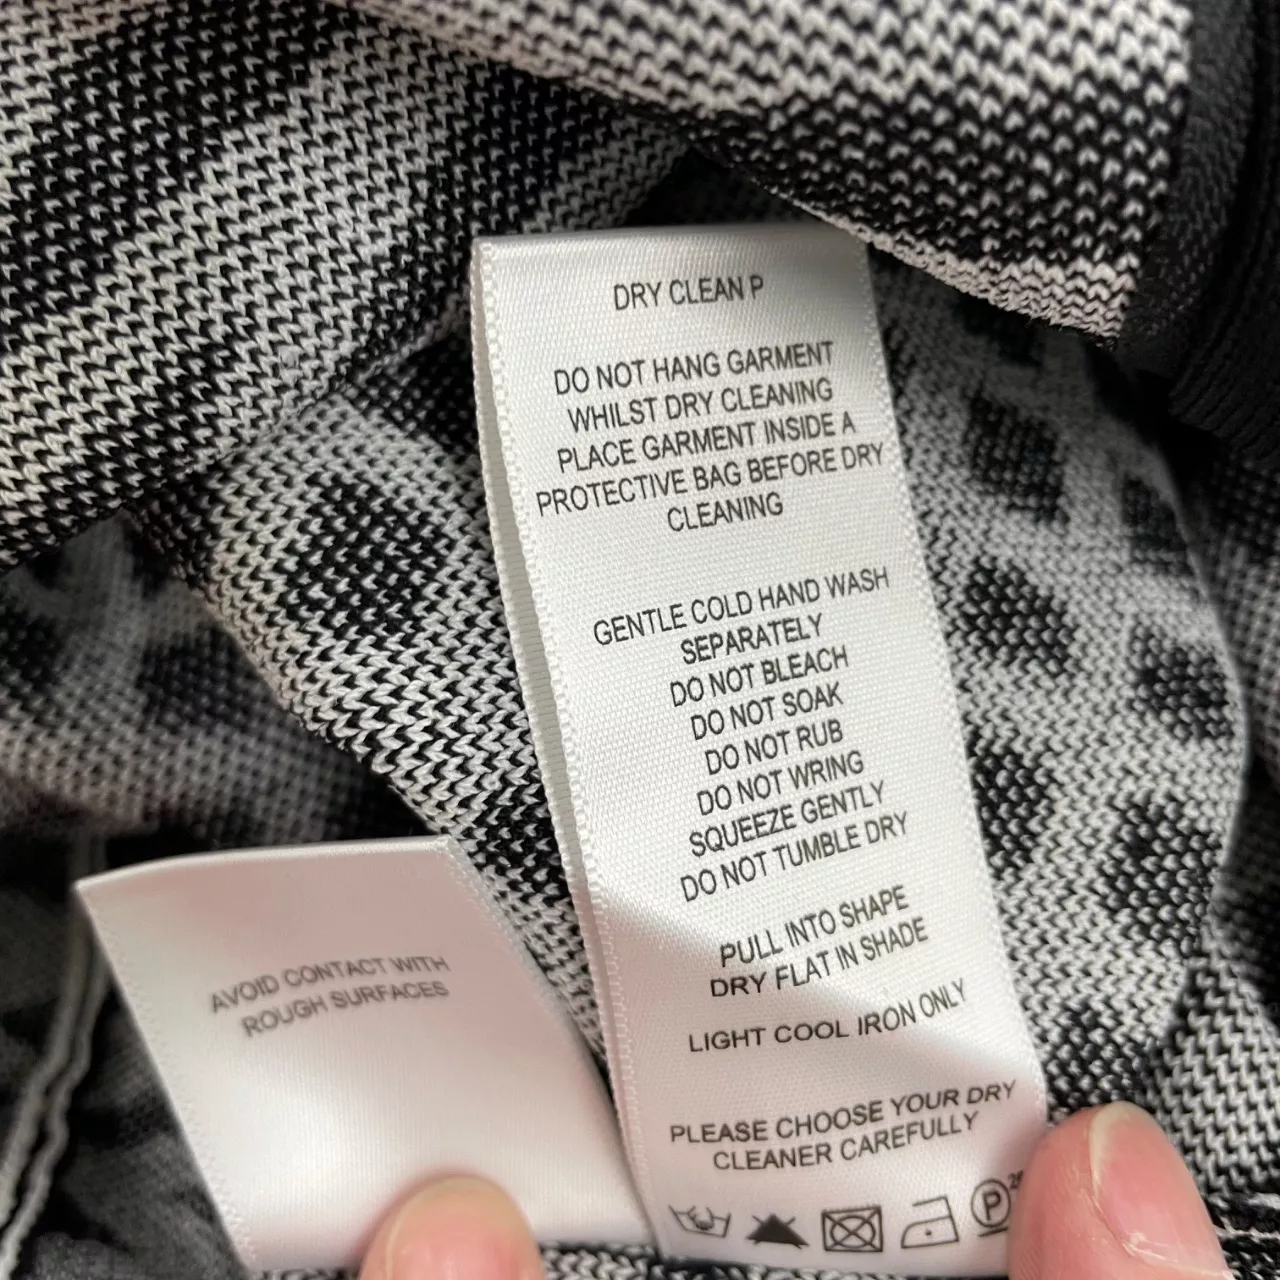 DRY CLEAN P
DO NOT HANG GARMENT
WHILST DRY CLEANING
PLACE GARMENT INSIDE A
PROTECTIVE BAG BEFORE DRY
CLEANING
GENTLE COLD HAND WASH
SEPARATELY
DO NOT BLEACH
DO NOT SOAK
DO NOT RUB
DO NOT WRING
SQUEEZE GENTLY
DO NOT TUMBLE DRY
PULL INTO SHAPE
DRY FLAT IN SHADE
LIGHT COOL IRON ONLY
PLEASE CHOOSE YOUR DRY
CLEANER CAREFULLY
P
AVOID CONTACT WITH
ROUGH SURFACES